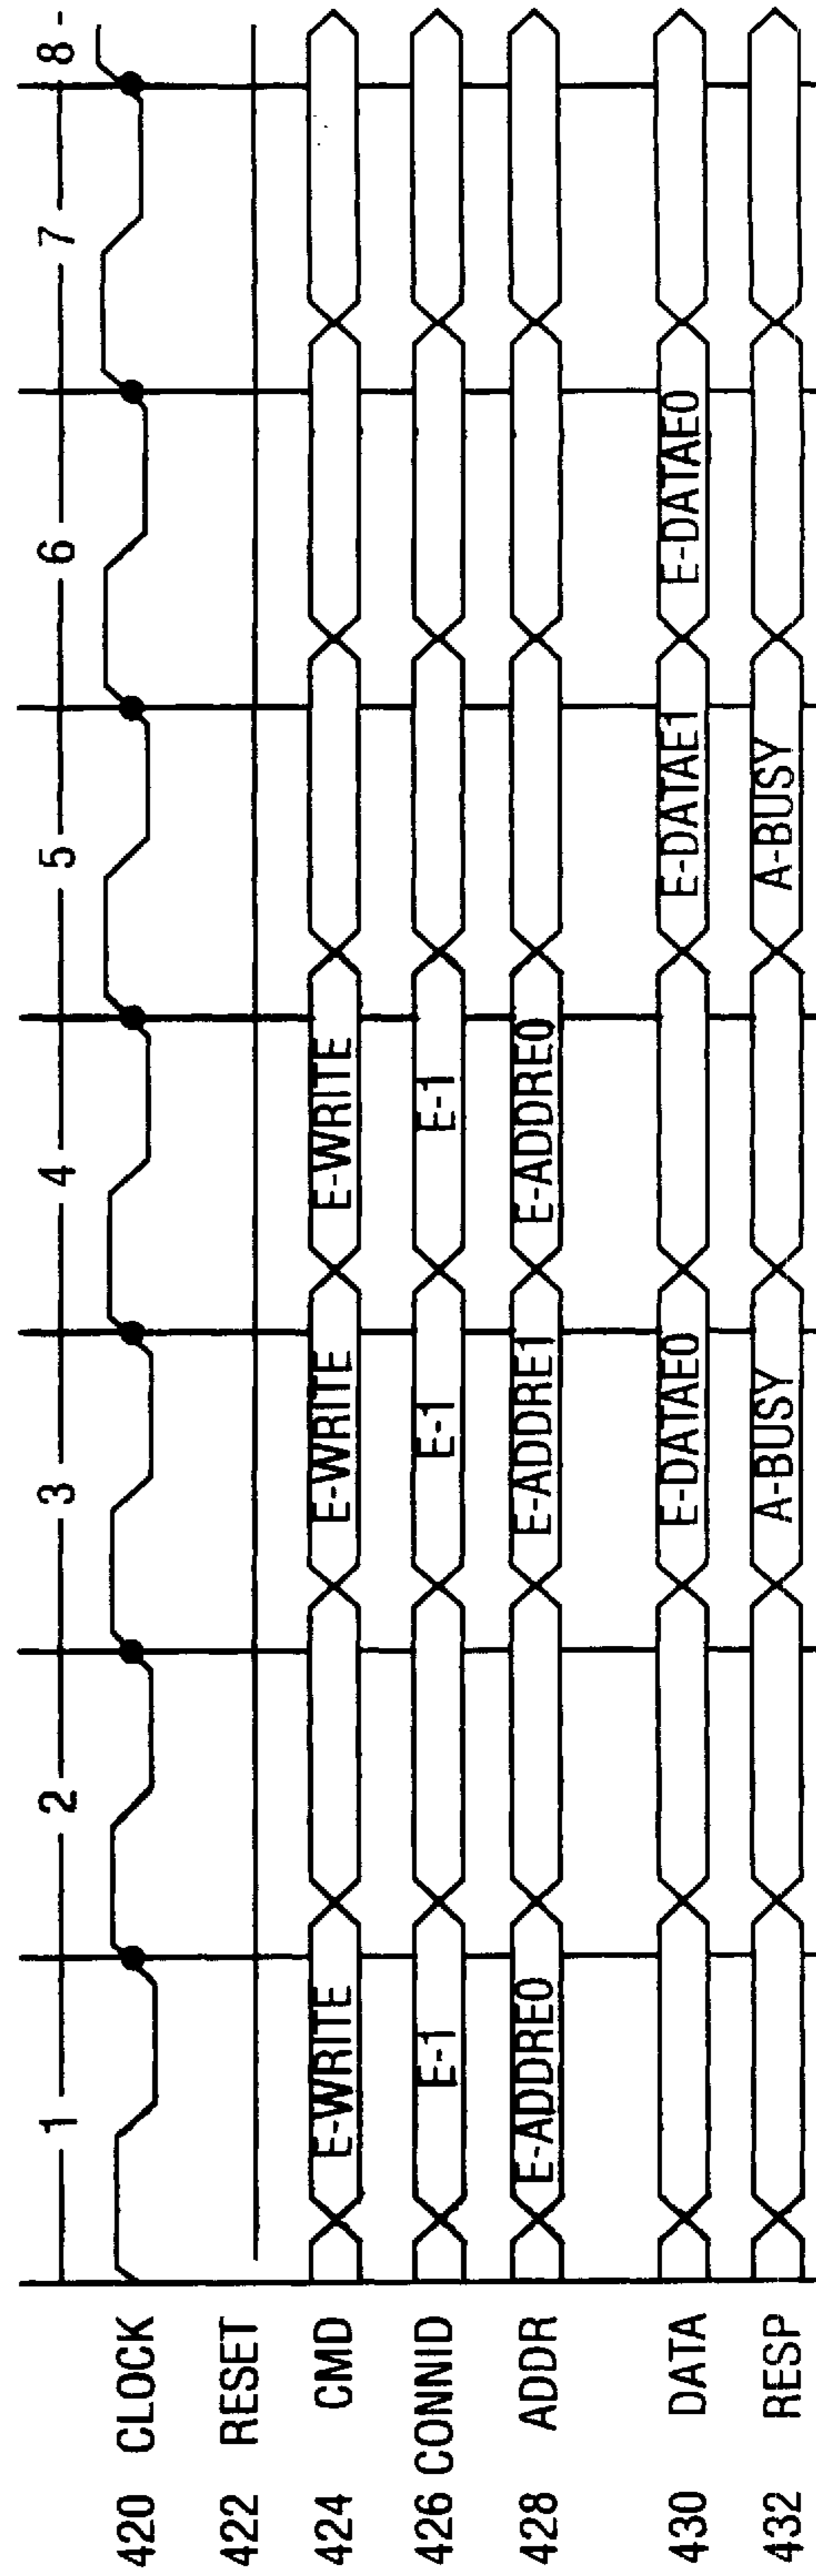 1 2 3 4 5 6 7 8
420 CLOCK
422 RESET
424 CMD E-WRITE E-WRITE E-WRITE
426 CONNID E-1 E-1 E-1
428 ADDR E-ADDRE0 E-ADDRE1 E-ADDRE0
430 DATA E-DATAE0 E-DATAE1 E-DATAE0
432 RESP A-BUSY A-BUSY